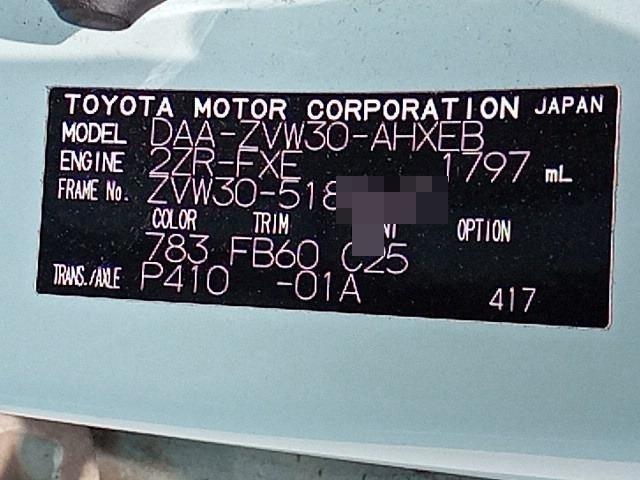 TOYOTA MOTOR CORPORATION JAPAN
MODEL DAA-ZVW30-AHXEB
ENGINE 2ZR-FXE 1797 mL
FRAME No. ZVW30-518
COLOR TRIM OPTION
783 FB60 C25
TRANS./AXLE P410 -01A 417